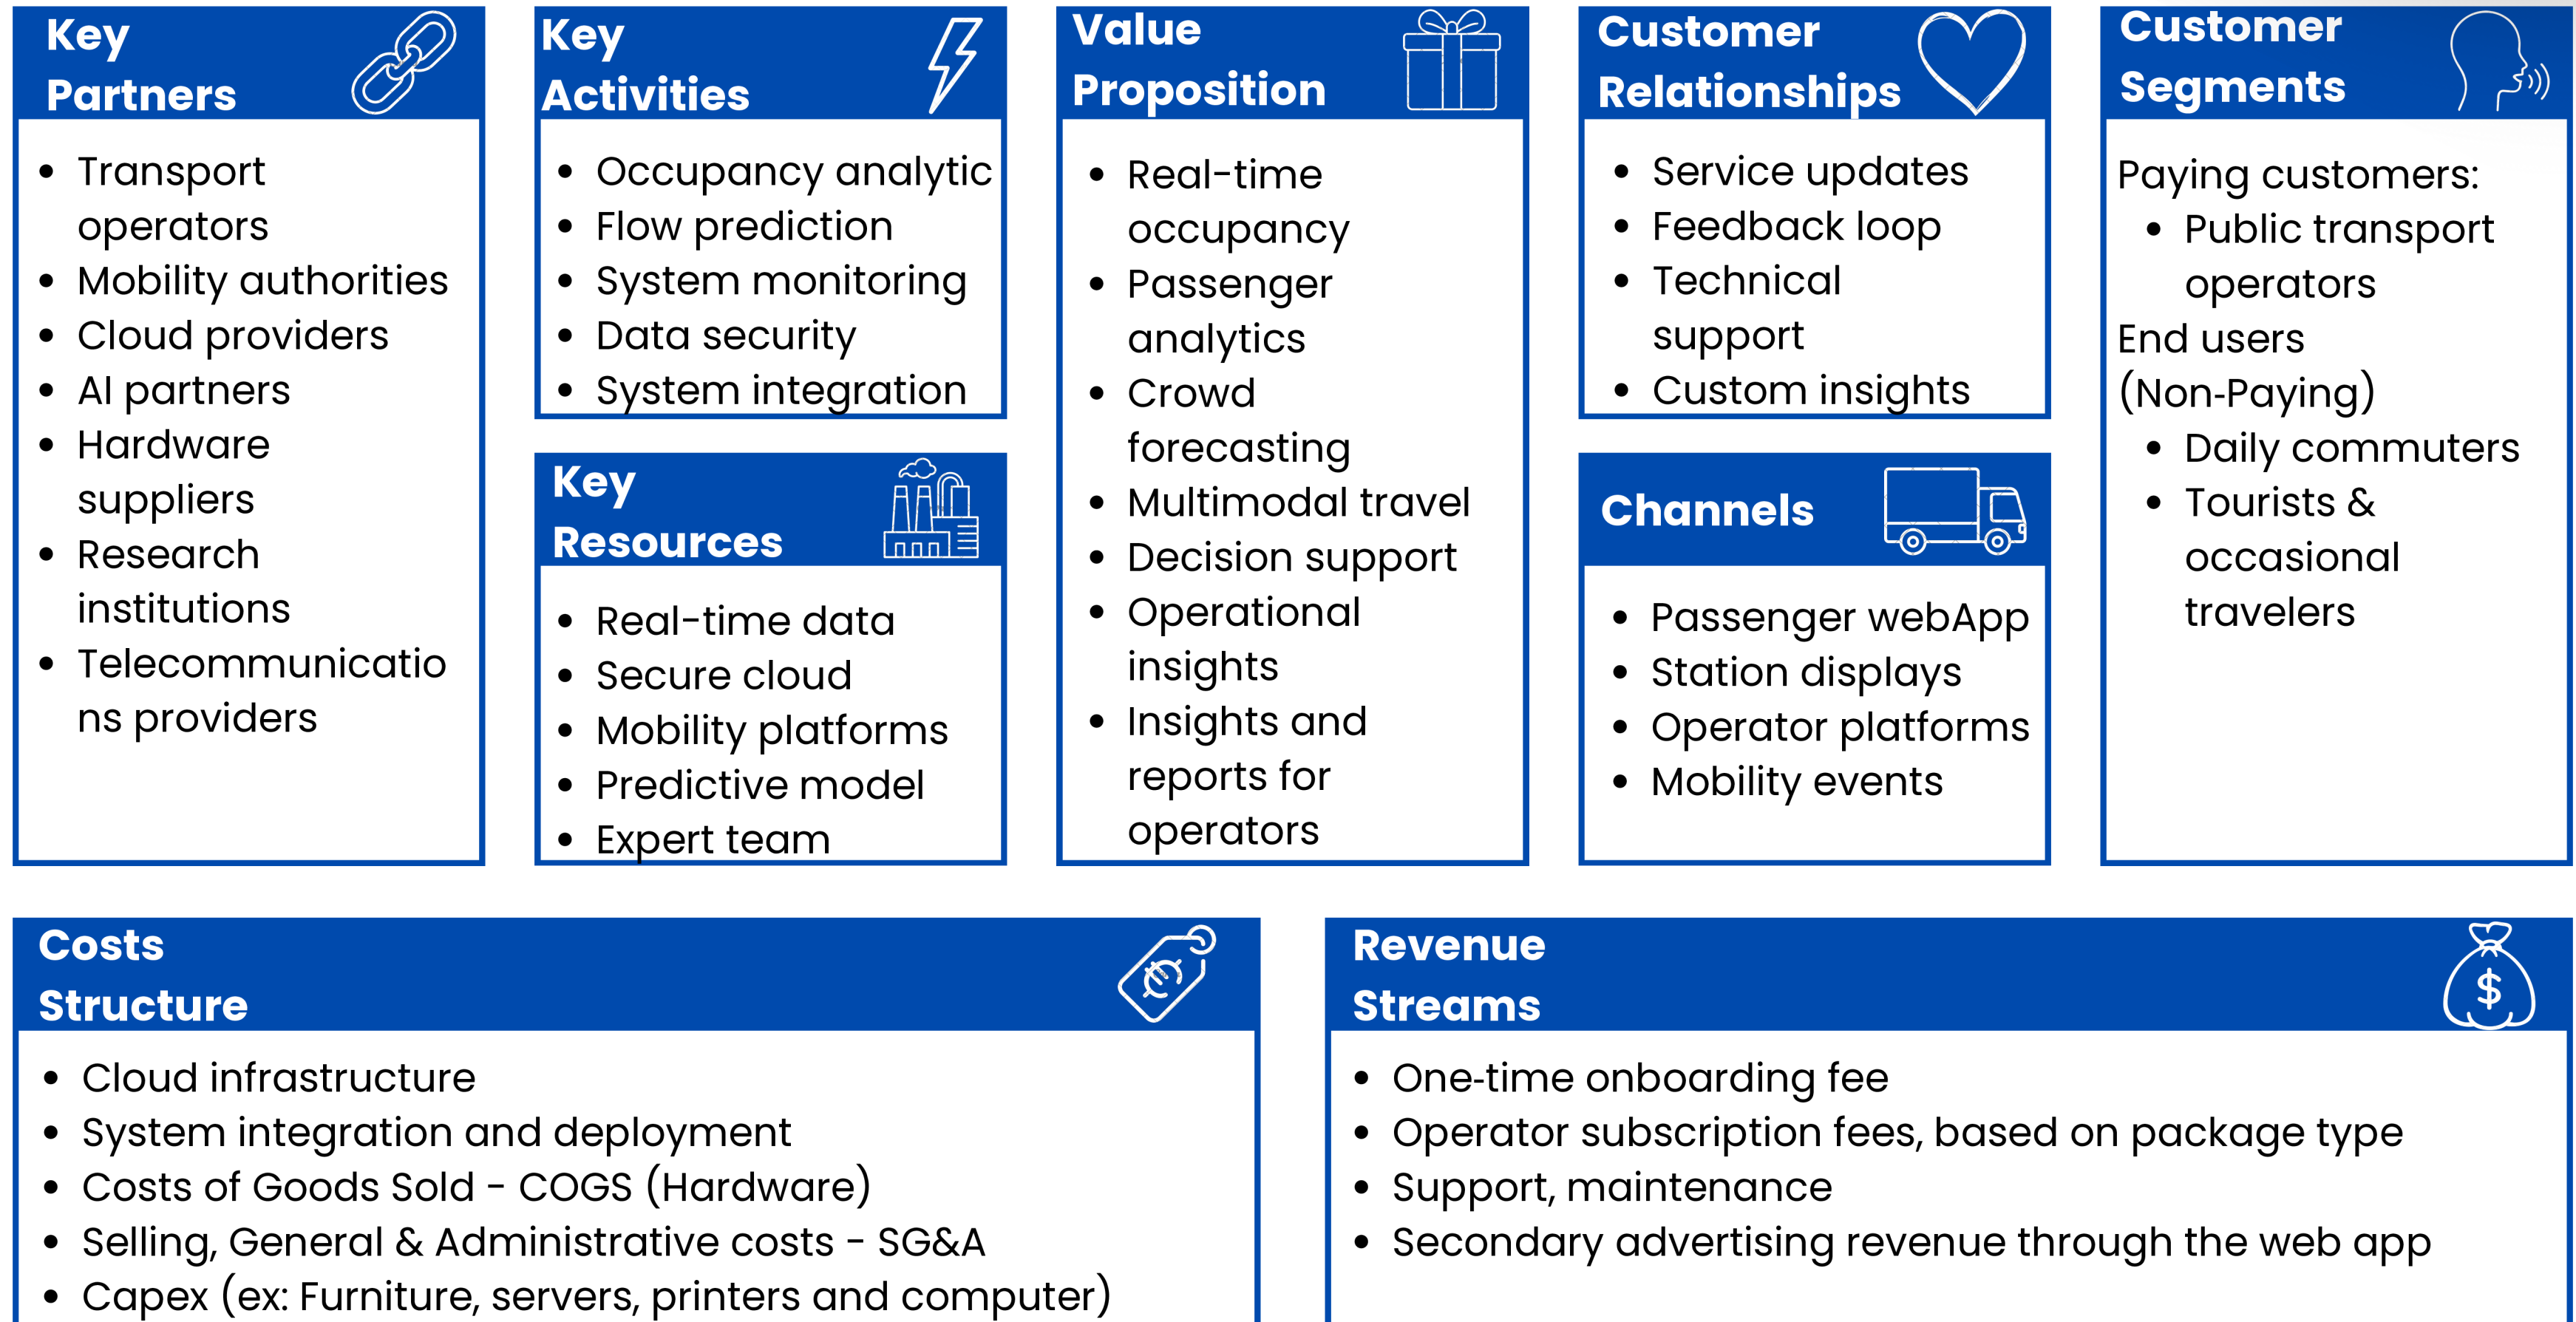 Key
Partners
Transport
operators
Mobility authorities
Cloud providers
AI partners
Hardware
suppliers
Research
institutions
Telecommunicatio
ns providers
Key
Activities
Occupancy analytic
Flow prediction
System monitoring
Data security
System integration
Key
Resources
Real-time data
Secure cloud
Mobility platforms
Predictive model
Expert team
Value
Proposition
Real-time
occupancy
Passenger
analytics
Crowd
forecasting
Multimodal travel
Decision support
Operational
insights
Insights and
reports for
operators
Customer
Relationships
Service updates
Feedback loop
Technical
support
Custom insights
Channels
Passenger webApp
Station displays
Operator platforms
Mobility events
Customer
Segments
Paying customers:
Public transport
operators
End users
(Non-Paying)
Daily commuters
Tourists &
occasional
travelers
Costs
Structure
€
Cloud infrastructure
System integration and deployment
Costs of Goods Sold - COGS (Hardware)
Selling, General & Administrative costs - SG&A
Capex (ex: Furniture, servers, printers and computer)
Revenue
Streams
$
One-time onboarding fee
Operator subscription fees, based on package type
Support, maintenance
Secondary advertising revenue through the web app